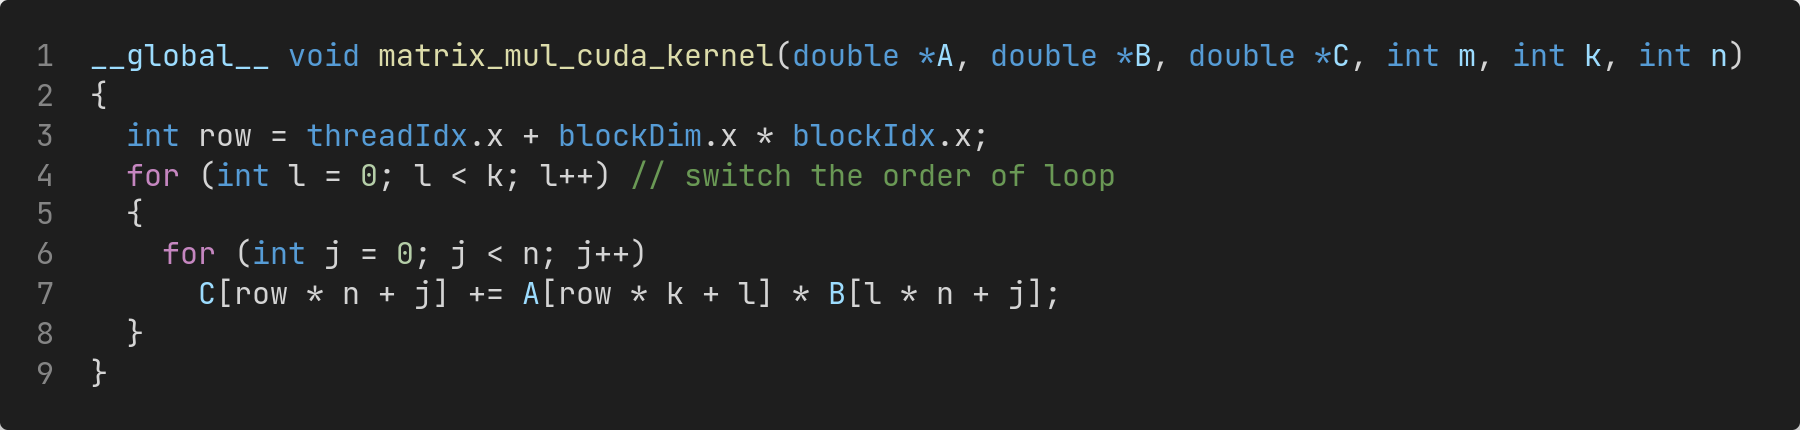 1 __global__ void matrix_mul_cuda_kernel(double *A, double *B, double *C, int m, int k, int n)
2 {
3   int row = threadIdx.x + blockDim.x * blockIdx.x;
4   for (int l = 0; l < k; l++) // switch the order of loop
5   {
6     for (int j = 0; j < n; j++)
7       C[row * n + j] += A[row * k + l] * B[l * n + j];
8   }
9 }